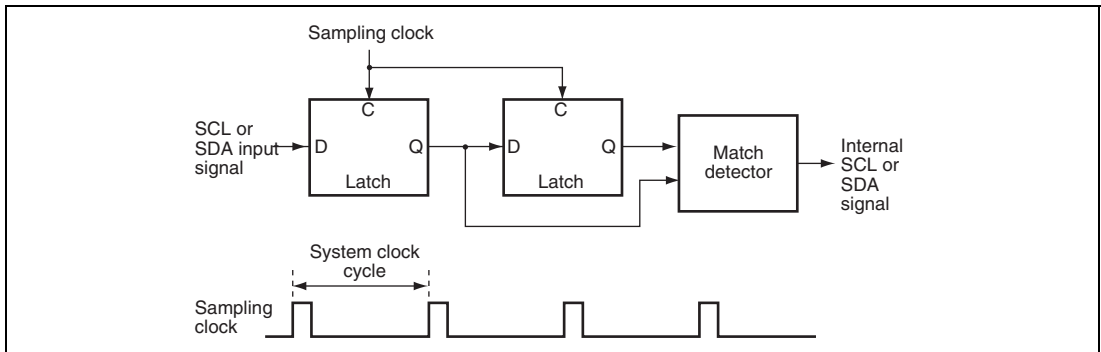 Sampling clock
SCL or
SDA input
signal
D
C
Q
Latch
D
C
Q
Latch
Match
detector
Internal
SCL or
SDA
signal
System clock
cycle
Sampling
clock